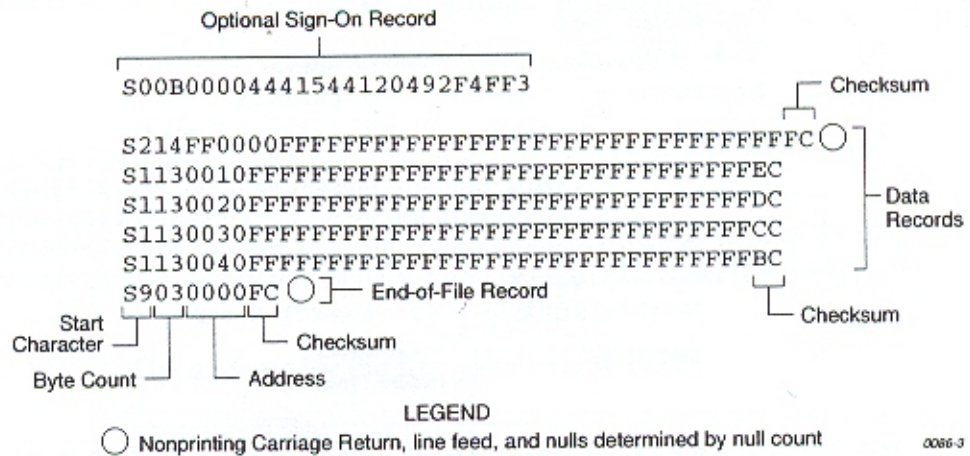 Optional Sign-On Record
S00B00004441544120492F4FF3
Checksum
S214FF0000FFFFFFFFFFFFFFFFFFFFFFFFFFFFFFFFFC
S1130010FFFFFFFFFFFFFFFFFFFFFFFFFFFFFFFFEC
S1130020FFFFFFFFFFFFFFFFFFFFFFFFFFFFFFFFDC
S1130030FFFFFFFFFFFFFFFFFFFFFFFFFFFFFFFFCC
S1130040FFFFFFFFFFFFFFFFFFFFFFFFFFFFFFFFBC
Data
Records
S9030000FC
End-of-File Record
Start
Character
Checksum
Checksum
Byte Count
Address
LEGEND
Nonprinting Carriage Return, line feed, and nulls determined by null count
0086-3